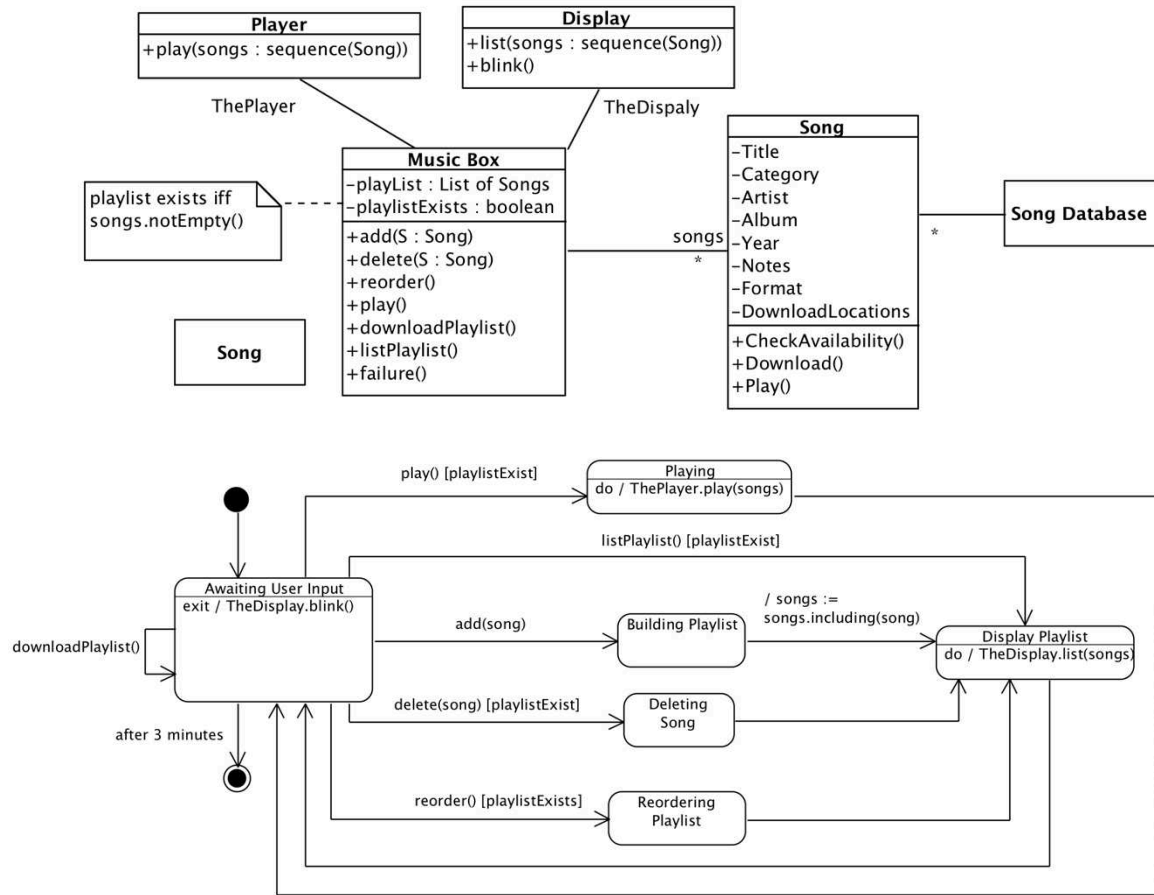 Player
+play(songs : sequence(Song))
Display
+list(songs : sequence(Song))
+blink()
ThePlayer
TheDispaly
playlist exists iff
songs.notEmpty()
Music Box
-playList : List of Songs
-playlistExists : boolean
+add(S : Song)
+delete(S : Song)
+reorder()
+play()
+downloadPlaylist()
+listPlaylist()
+failure()
songs
*
Song
-Title
-Category
-Artist
-Album
-Year
-Notes
-Format
-DownloadLocations
+CheckAvailability()
+Download()
+Play()
*
Song Database
Song
play() [playlistExist]
Playing
do / ThePlayer.play(songs)
listPlaylist() [playlistExist]
Awaiting User Input
exit / TheDisplay.blink()
downloadPlaylist()
add(song)
Building Playlist
/ songs :=
songs.including(song)
Display Playlist
do / TheDisplay.list(songs)
delete(song) [playlistExist]
Deleting
Song
after 3 minutes
reorder() [playlistExists]
Reordering
Playlist